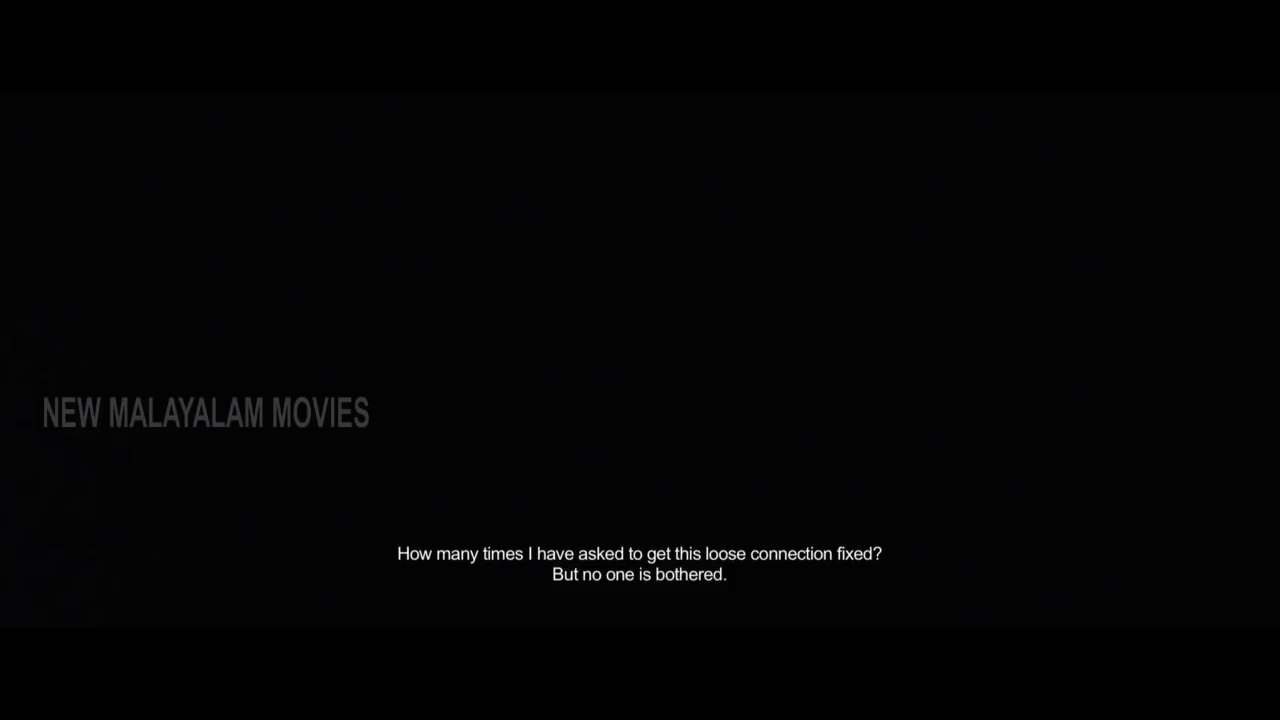 NEW MALAYALAM MOVIES
How many times I have asked to get this loose connection fixed?
But no one is bothered.